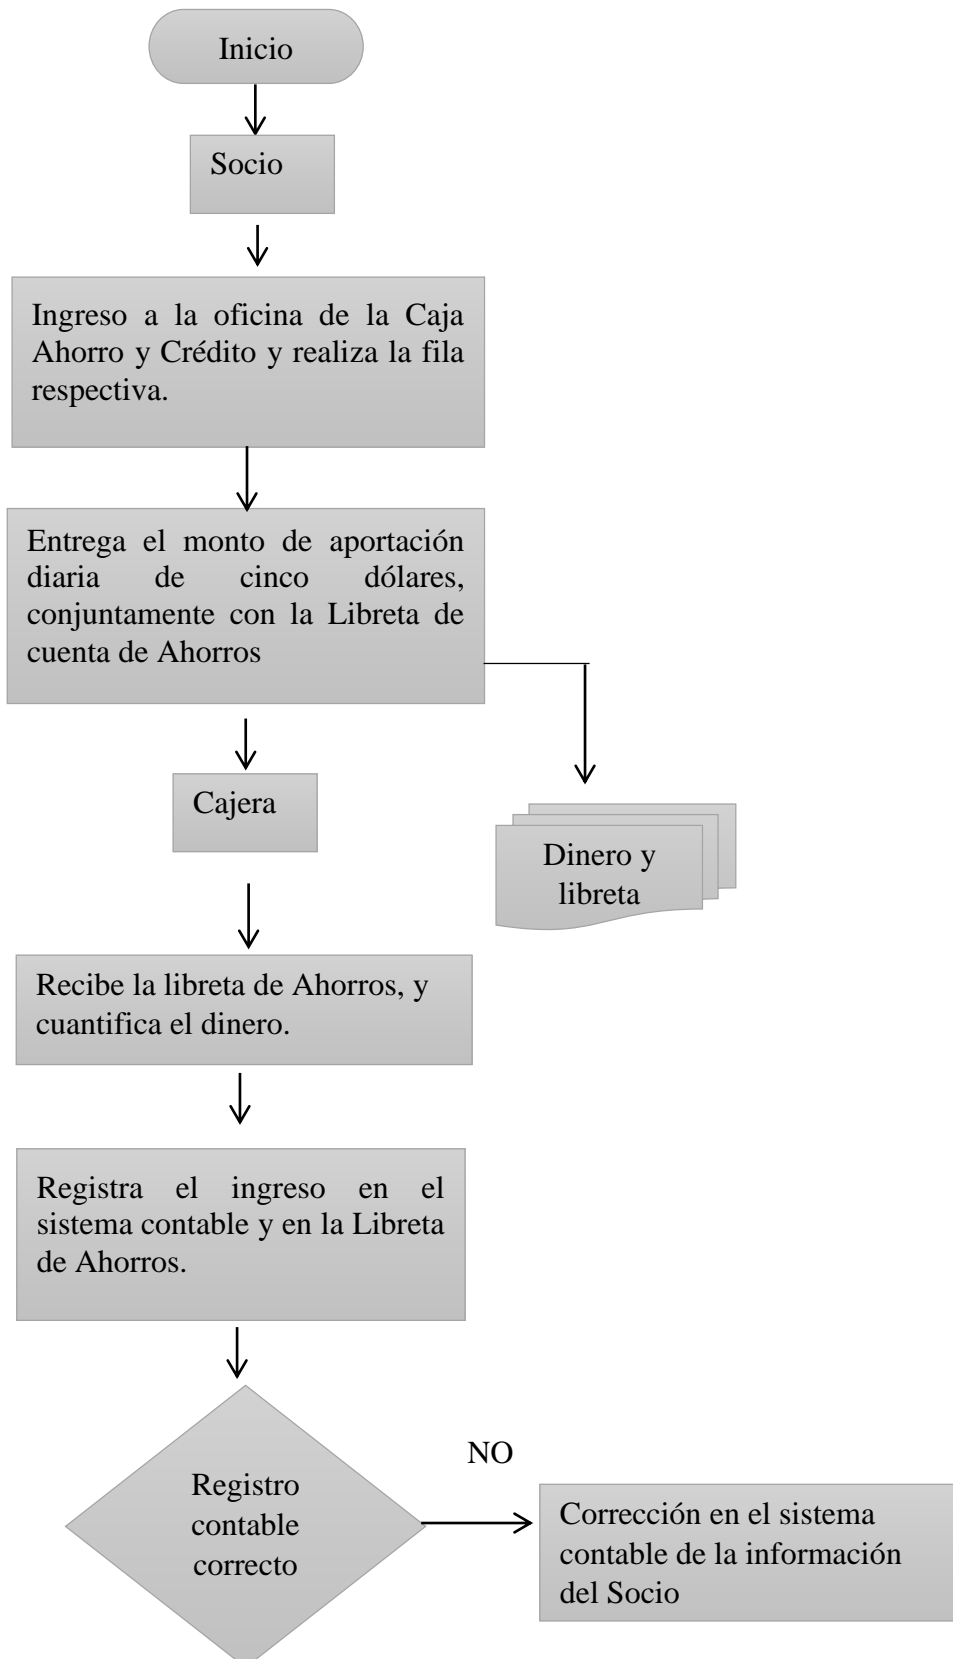 Inicio
Socio
Ingreso a la oficina de la Caja
Ahorro y Crédito y realiza la fila
respectiva.
Entrega el monto de aportación
diaria de cinco dólares,
conjuntamente con la Libreta de
cuenta de Ahorros
Cajera
Dinero y
libreta
Recibe la libreta de Ahorros, y
cuantifica el dinero.
Registra el ingreso en el
sistema contable y en la Libreta
de Ahorros.
NO
Registro
contable
correcto
Corrección en el sistema
contable de la información
del Socio